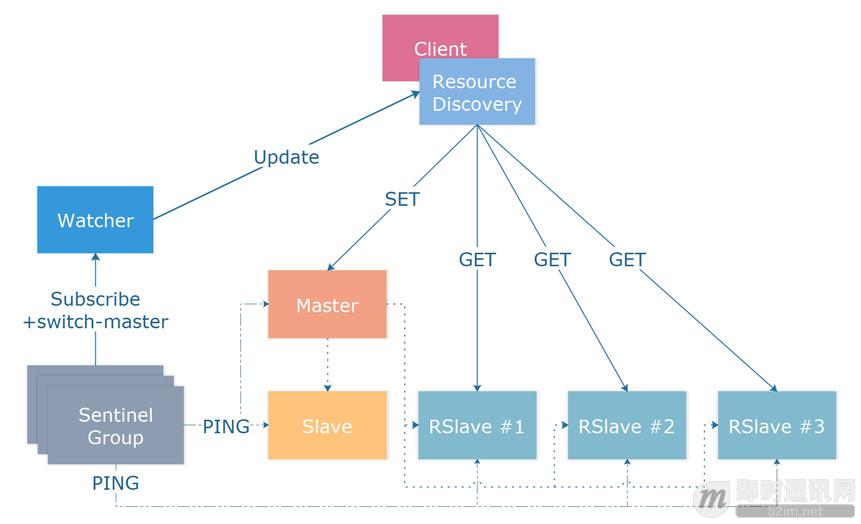 Client
Resource
Discovery
Update
SET
Watcher
GET
GET
GET
Subscribe
+switch-master
Master
Sentinel
Group
PING
Slave
RSlave #1
RSlave #2
RSlave #3
PING
m
即时通讯网
52im.net